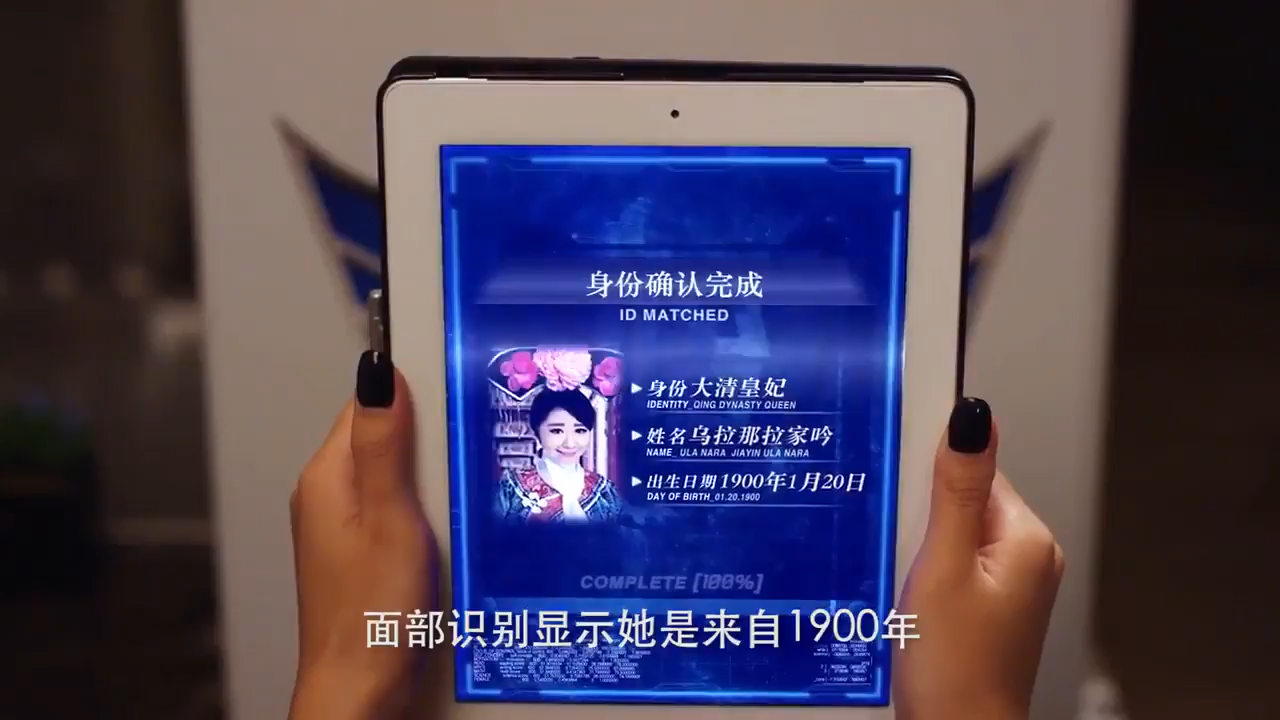 身份确认完成
ID MATCHED
身份 大清皇妃
IDENTITY_QING DYNASTY QUEEN
姓名 乌拉那拉家吟
NAME_ ULA NARA JIAYIN ULA NARA
出生日期 1900年1月20日
DAY OF BIRTH_01.20.1900
COMPLETE [100%]
面部识别显示她是来自1900年